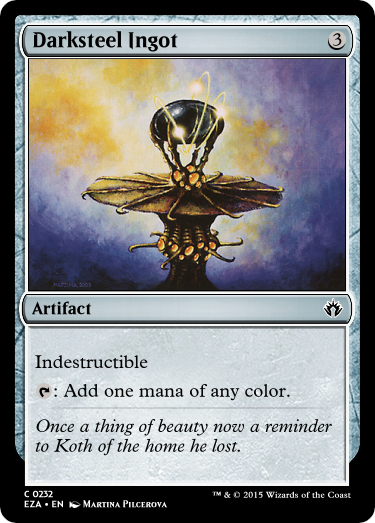 Darksteel Ingot 3
Artifact
Indestructible
: Add one mana of any color.
Once a thing of beauty now a reminder
to Koth of the home he lost.
C 0232
EZA • EN Martina Pilcerova
™ & © 2015 Wizards of the Coast